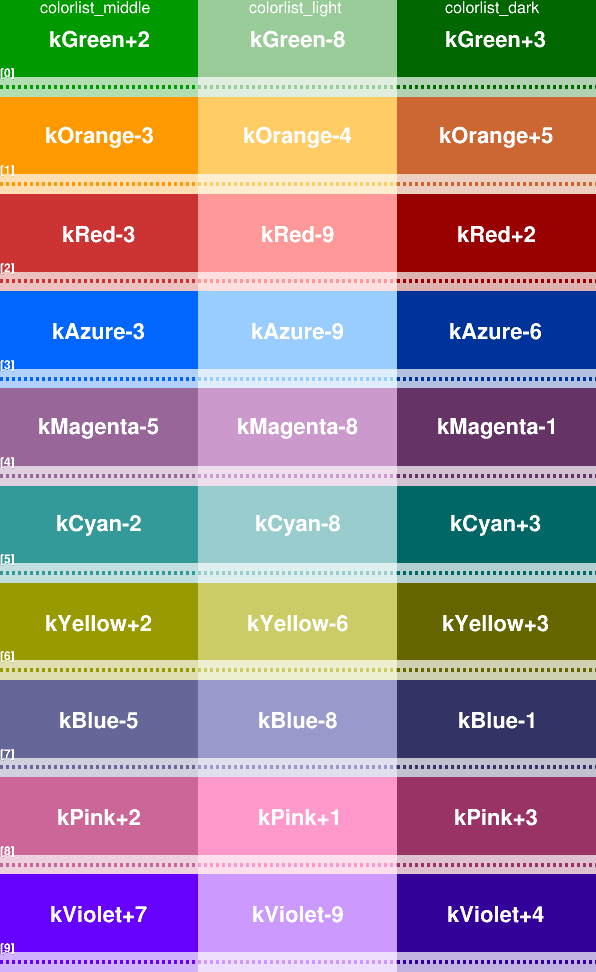 colorlist_middle colorlist_light colorlist_dark
kGreen+2 kGreen-8 kGreen+3
[0]
kOrange-3 kOrange-4 kOrange+5
[1]
kRed-3 kRed-9 kRed+2
[2]
kAzure-3 kAzure-9 kAzure-6
[3]
kMagenta-5 kMagenta-8 kMagenta-1
[4]
kCyan-2 kCyan-8 kCyan+3
[5]
kYellow+2 kYellow-6 kYellow+3
[6]
kBlue-5 kBlue-8 kBlue-1
[7]
kPink+2 kPink+1 kPink+3
[8]
kViolet+7 kViolet-9 kViolet+4
[9]